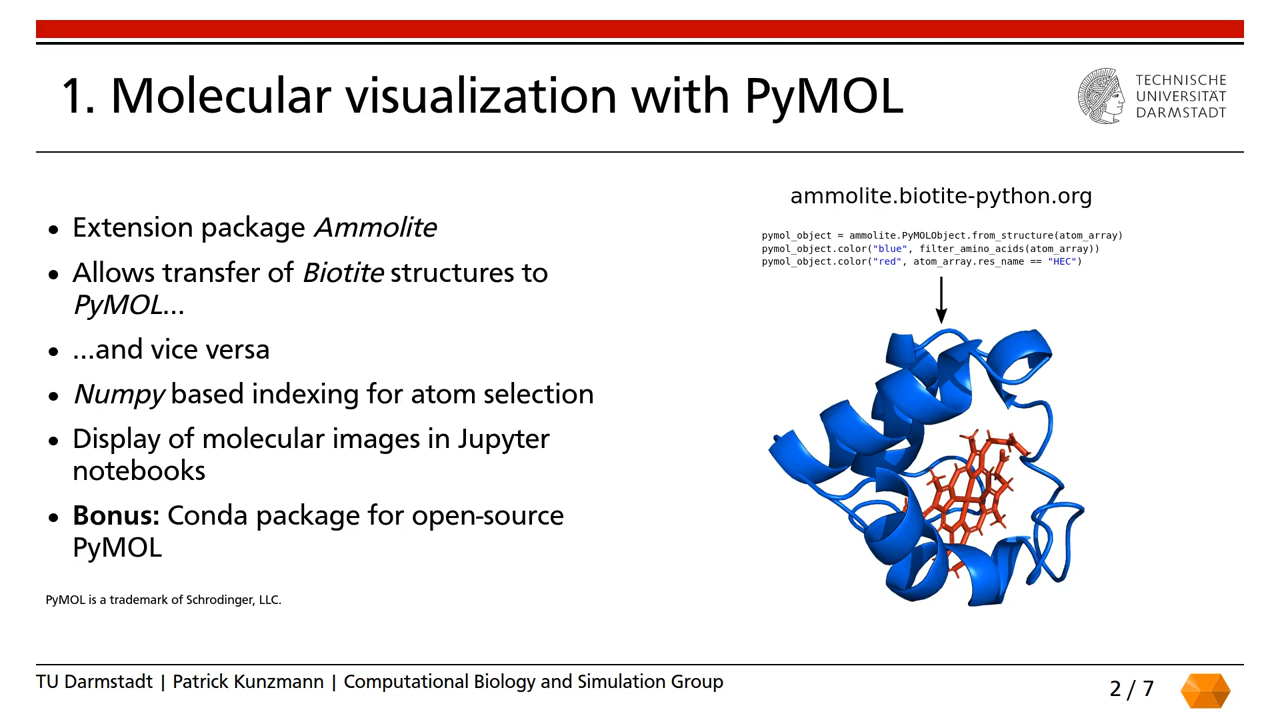 1. Molecular visualization with PyMOL
TECHNISCHE
UNIVERSITÄT
DARMSTADT
• Extension package Ammolite
• Allows transfer of Biotite structures to
PyMOL...
• ...and vice versa
• Numpy based indexing for atom selection
• Display of molecular images in Jupyter
notebooks
• Bonus: Conda package for open-source
PyMOL
PyMOL is a trademark of Schrodinger, LLC.
ammolite.biotite-python.org
pymol_object = ammolite.PyMOLObject.from_structure(atom_array)
pymol_object.color("blue", filter_amino_acids(atom_array))
pymol_object.color("red", atom_array.res_name == "HEC")
TU Darmstadt | Patrick Kunzmann | Computational Biology and Simulation Group
2 / 7